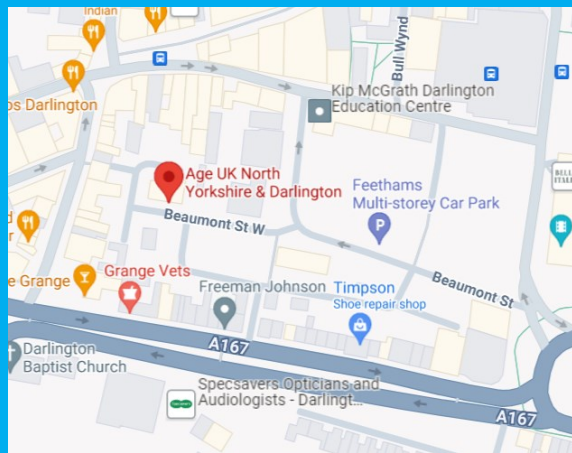 Indian
Bull Wynd
os Darlington
Kip McGrath Darlington
Education Centre
Age UK North
Yorkshire & Darlington
Feethams
Multi-storey Car Park
Beaumont St W
Beaumont St
e Grange
Grange Vets
Freeman Johnson
Timpson
Shoe repair shop
A167
Darlington
Baptist Church
Specsavers Opticians and
Audiologists - Darlingt...
A167